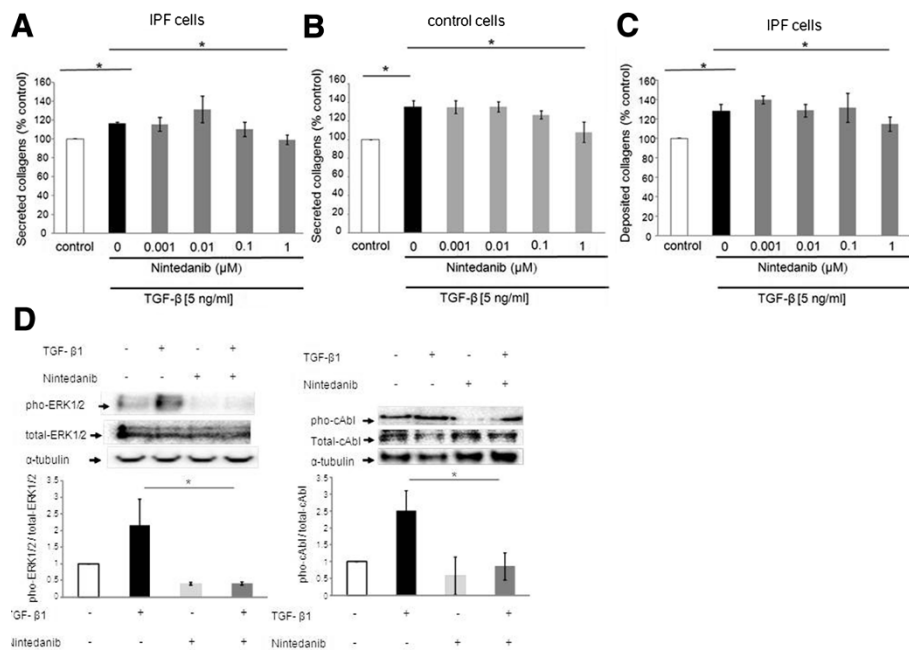 A
IPF cells
*
*
Secreted collagens (% control)
160
140
120
100
80
60
40
20
0
control
0
0.001
0.01
0.1
1
Nintedanib (µM)
TGF-β [5 ng/ml]
B
control cells
*
*
Secreted collagens (% control)
160
140
120
100
80
60
40
20
0
control
0
0.001
0.01
0.1
1
Nintedanib (µM)
TGF-β [5 ng/ml]
C
IPF cells
*
*
Deposited collagens (% control)
160
140
120
100
80
60
40
20
0
control
0
0.001
0.01
0.1
1
Nintedanib (µM)
TGF-β [5 ng/ml]
D
TGF- β1 - + - +
Nintedanib - - + +
pho-ERK1/2
total-ERK1/2
α-tubulin
*
pho-ERK1/2 / total-ERK1/2
3.5
3
2.5
2
1.5
1
0.5
TGF- β1 - + - +
Nintedanib - - + +
TGF- β1 - + - +
Nintedanib - - + +
pho-cAbl
Total-cAbl
α-tubulin
*
pho-cAbl / total-cAbl
3.5
3
2.5
2
1.5
1
0.5
TGF- β1 - + - +
Nintedanib - - + +